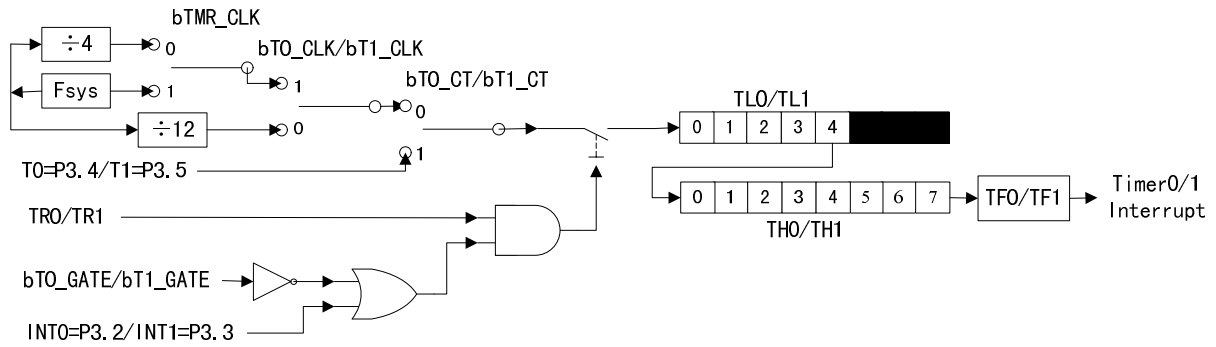 bTMR_CLK
÷4
0
bT0_CLK/bT1_CLK
bT0_CT/bT1_CT
Fsys
1
1
0
TL0/TL1
0 1 2 3 4
÷12
0
1
T0=P3.4/T1=P3.5
0 1 2 3 4 5 6 7
TF0/TF1
Timer0/1
Interrupt
TR0/TR1
TH0/TH1
bT0_GATE/bT1_GATE
INT0=P3.2/INT1=P3.3